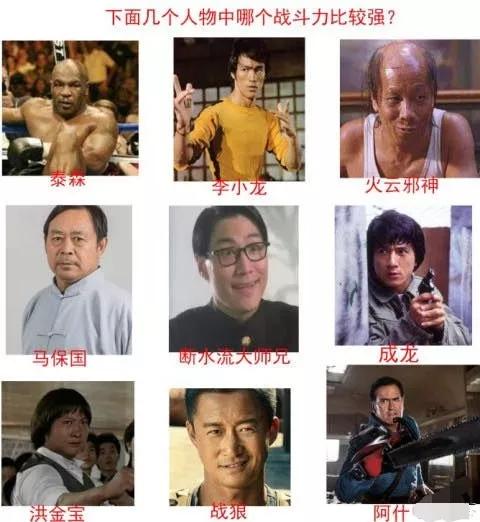 下面几个人物中哪个战斗力比较强？
泰森
李小龙
火云邪神
马保国
断水流大师兄
成龙
洪金宝
战狼
阿什